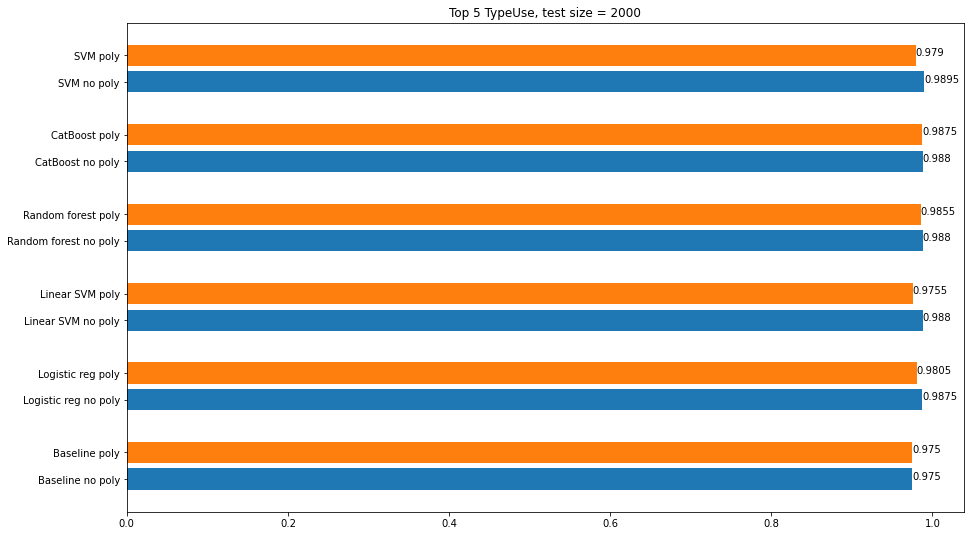 Top 5 TypeUse, test size = 2000
SVM poly 0.979
SVM no poly 0.9895
CatBoost poly 0.9875
CatBoost no poly 0.988
Random forest poly 0.9855
Random forest no poly 0.988
Linear SVM poly 0.9755
Linear SVM no poly 0.988
Logistic reg poly 0.9805
Logistic reg no poly 0.9875
Baseline poly 0.975
Baseline no poly 0.975
0.0 0.2 0.4 0.6 0.8 1.0